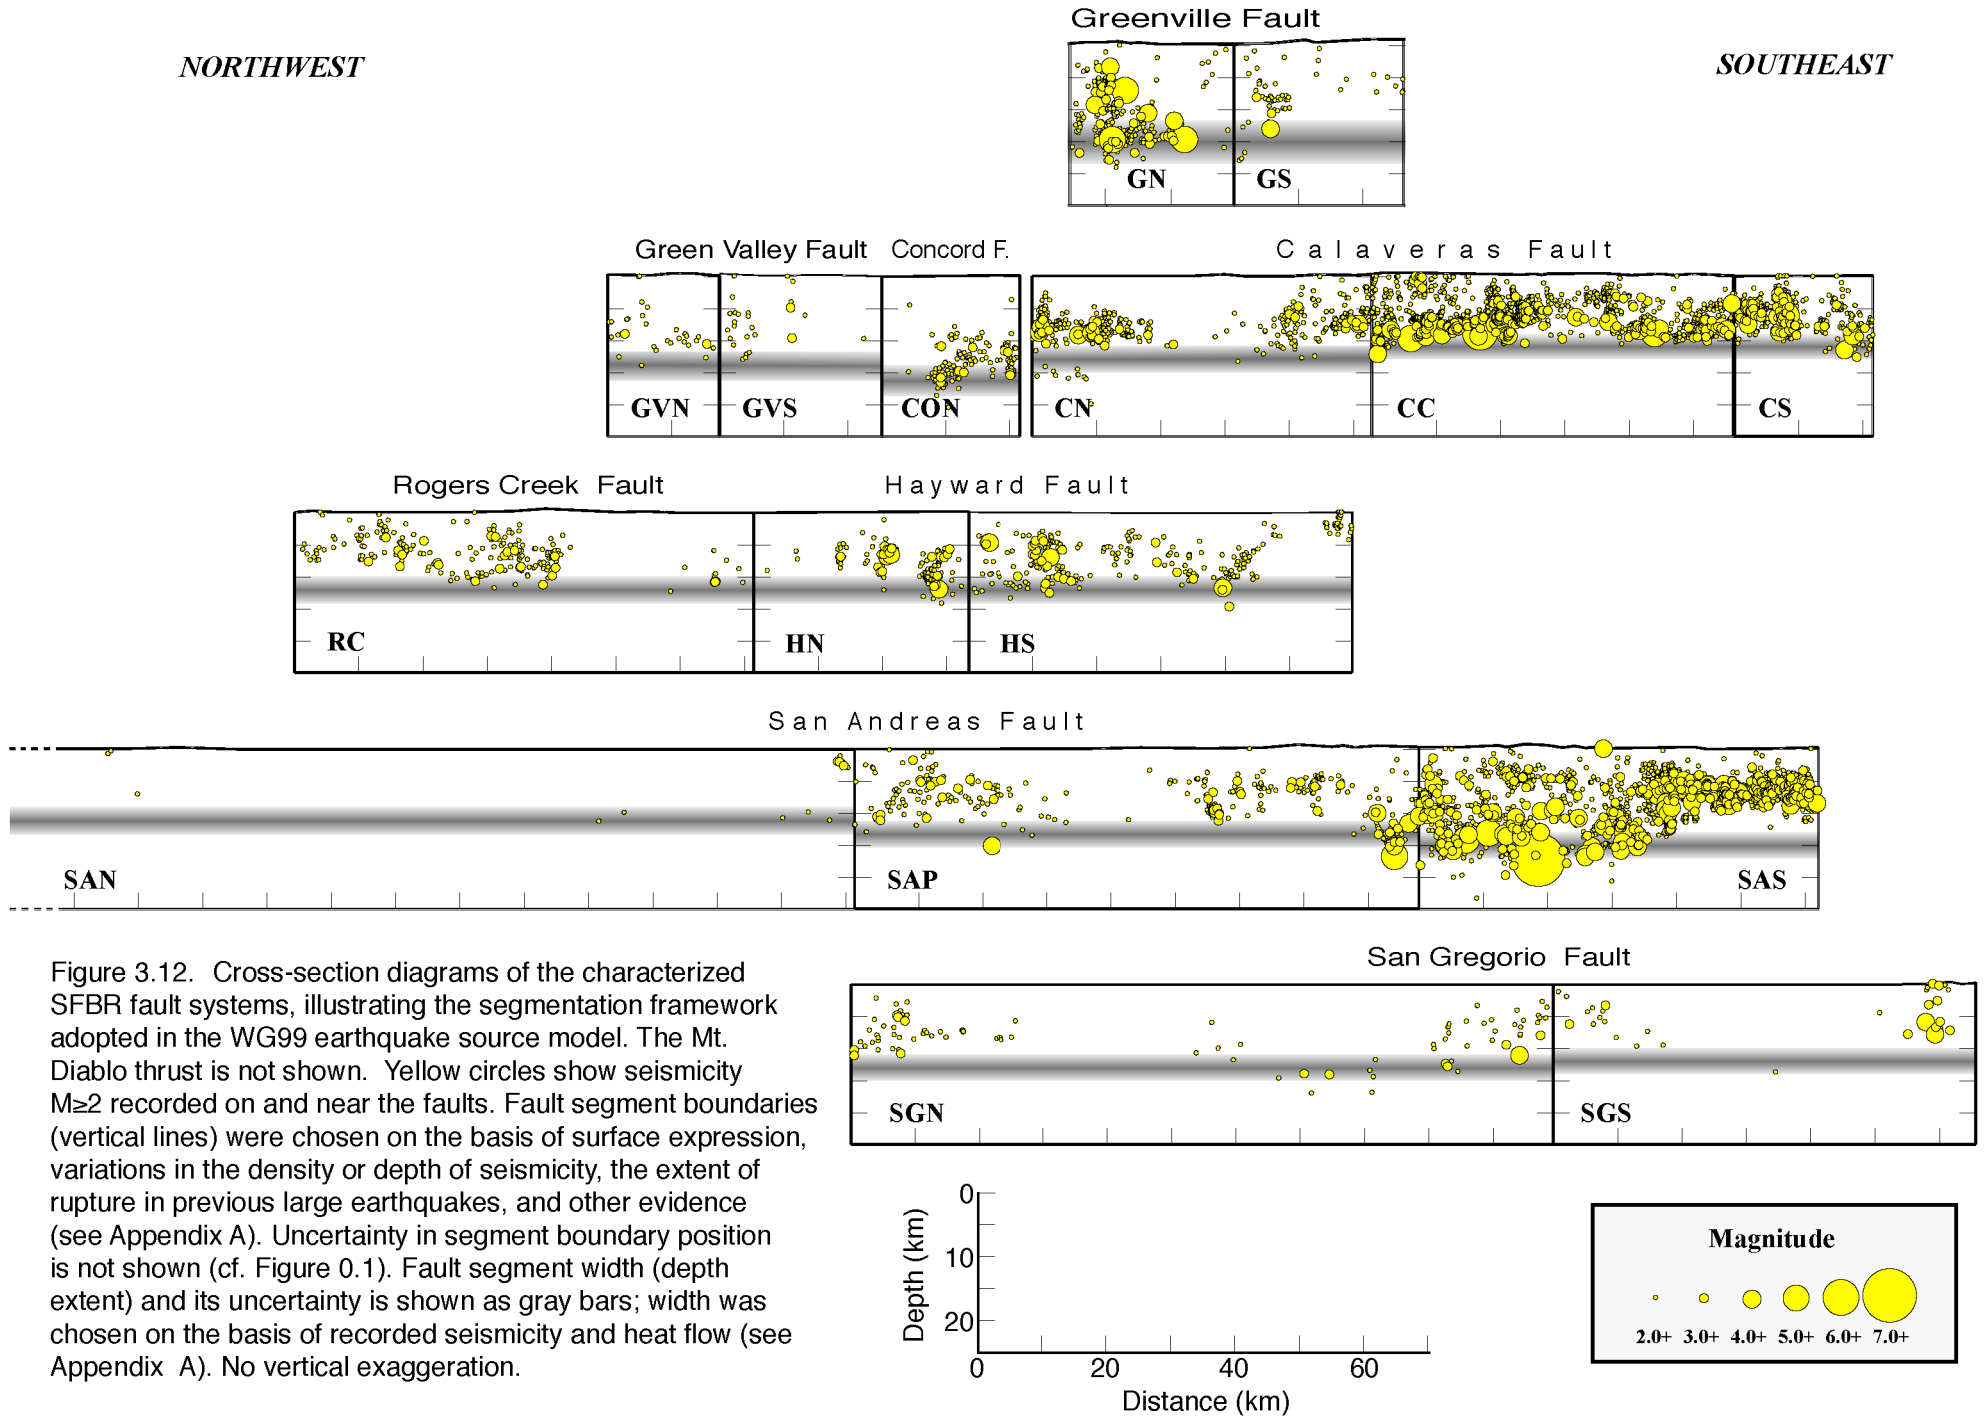 Greenville Fault
NORTHWEST
SOUTHEAST
GN
GS
Green Valley Fault
Concord F.
Calaveras Fault
GVN
GVS
CON
CN
CC
CS
Rogers Creek Fault
Hayward Fault
RC
HN
HS
San Andreas Fault
SAN
SAP
SAS
San Gregorio Fault
SGN
SGS
Figure 3.12. Cross-section diagrams of the characterized
SFBR fault systems, illustrating the segmentation framework
adopted in the WG99 earthquake source model. The Mt.
Diablo thrust is not shown. Yellow circles show seismicity
M≥2 recorded on and near the faults. Fault segment boundaries
(vertical lines) were chosen on the basis of surface expression,
variations in the density or depth of seismicity, the extent of
rupture in previous large earthquakes, and other evidence
(see Appendix A). Uncertainty in segment boundary position
is not shown (cf. Figure 0.1). Fault segment width (depth
extent) and its uncertainty is shown as gray bars; width was
chosen on the basis of recorded seismicity and heat flow (see
Appendix A). No vertical exaggeration.
Depth (km)
0
10
20
0 20 40 60
Distance (km)
Magnitude
2.0+ 3.0+ 4.0+ 5.0+ 6.0+ 7.0+